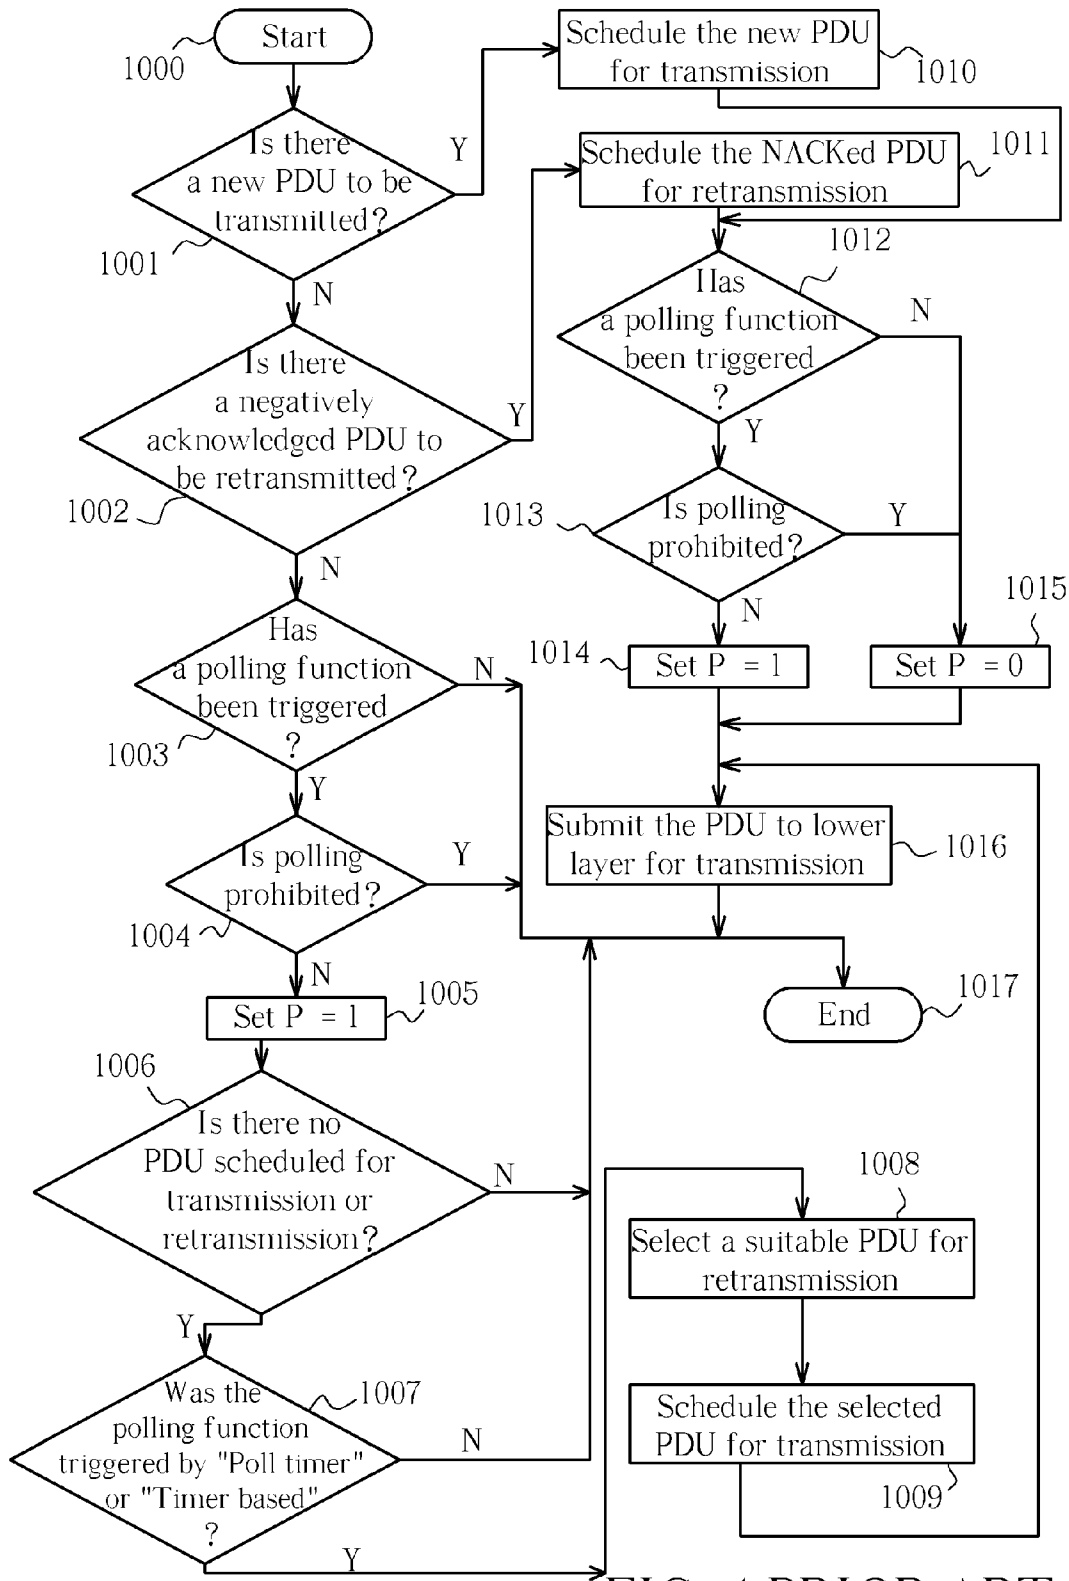 Start
1000
Schedule the new PDU
for transmission
1010
Is there
a new PDU to be
transmitted?
Y
1001
N
Schedule the NACKed PDU
for retransmission
1011
1012
Has
a polling function
been triggered
?
N
Y
Is there
a negatively
acknowledged PDU to
be retransmitted?
Y
1002
N
1013
Is polling
prohibited?
Y
N
Has
a polling function
been triggered
?
N
1003
Y
1014
Set P = 1
1015
Set P = 0
Is polling
prohibited?
Y
1004
N
Submit the PDU to lower
layer for transmission
1016
Set P = 1
1005
End
1017
1006
Is there no
PDU scheduled for
transmission or
retransmission?
N
Y
1008
Select a suitable PDU for
retransmission
Was the
polling function
triggered by "Poll timer"
or "Timer based"
?
1007
N
Y
Schedule the selected
PDU for transmission
1009
FIG. 4 PRIOR ART